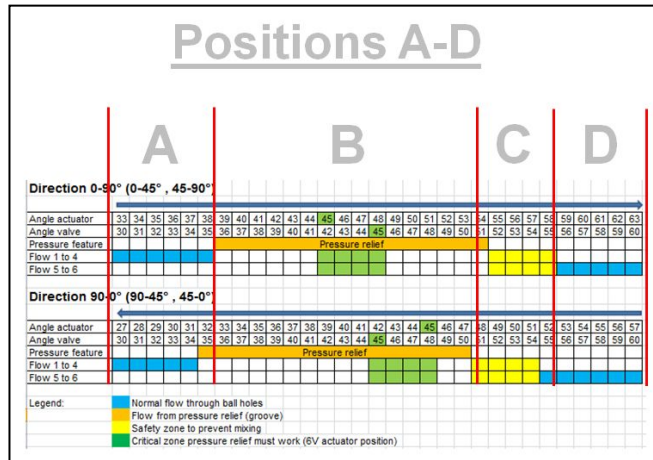 Positions A-D
A B C D
Direction 0-90° (0-45° , 45-90°)
Angle actuator 33 34 35 36 37 38 39 40 41 42 43 44 45 46 47 48 49 50 51 52 53 54 55 56 57 58 59 60 61 62 63
Angle valve 30 31 32 33 34 35 36 37 38 39 40 41 42 43 44 45 46 47 48 49 50 51 52 53 54 55 56 57 58 59 60
Pressure feature Pressure relief
Flow 1 to 4
Flow 5 to 6
Direction 90-0° (90-45° , 45-0°)
Angle actuator 27 28 29 30 31 32 33 34 35 36 37 38 39 40 41 42 43 44 45 46 47 48 49 50 51 52 53 54 55 56 57
Angle valve 30 31 32 33 34 35 36 37 38 39 40 41 42 43 44 45 46 47 48 49 50 51 52 53 54 55 56 57 58 59 60
Pressure feature Pressure relief
Flow 1 to 4
Flow 5 to 6
Legend: Normal flow through ball holes
Flow from pressure relief (groove)
Safety zone to prevent mixing
Critical zone pressure relief must work (6V actuator position)